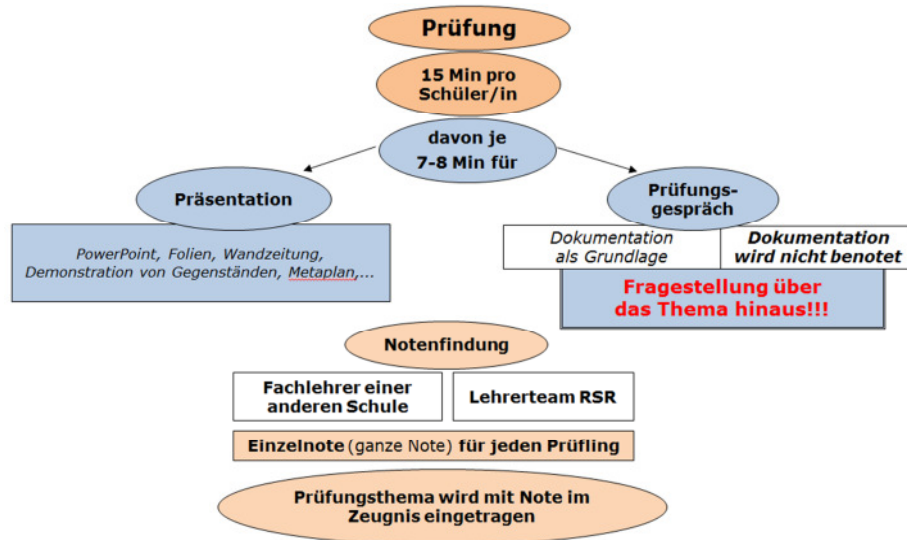 Prüfung
15 Min pro
Schüler/in
davon je
7-8 Min für
Präsentation
PowerPoint, Folien, Wandzeitung,
Demonstration von Gegenständen, Metaplan,...
Prüfungs-
gespräch
Dokumentation
als Grundlage
Dokumentation
wird nicht benotet
Fragestellung über
das Thema hinaus!!!
Notenfindung
Fachlehrer einer
anderen Schule
Lehrerteam RSR
Einzelnote (ganze Note) für jeden Prüfling
Prüfungsthema wird mit Note im
Zeugnis eingetragen